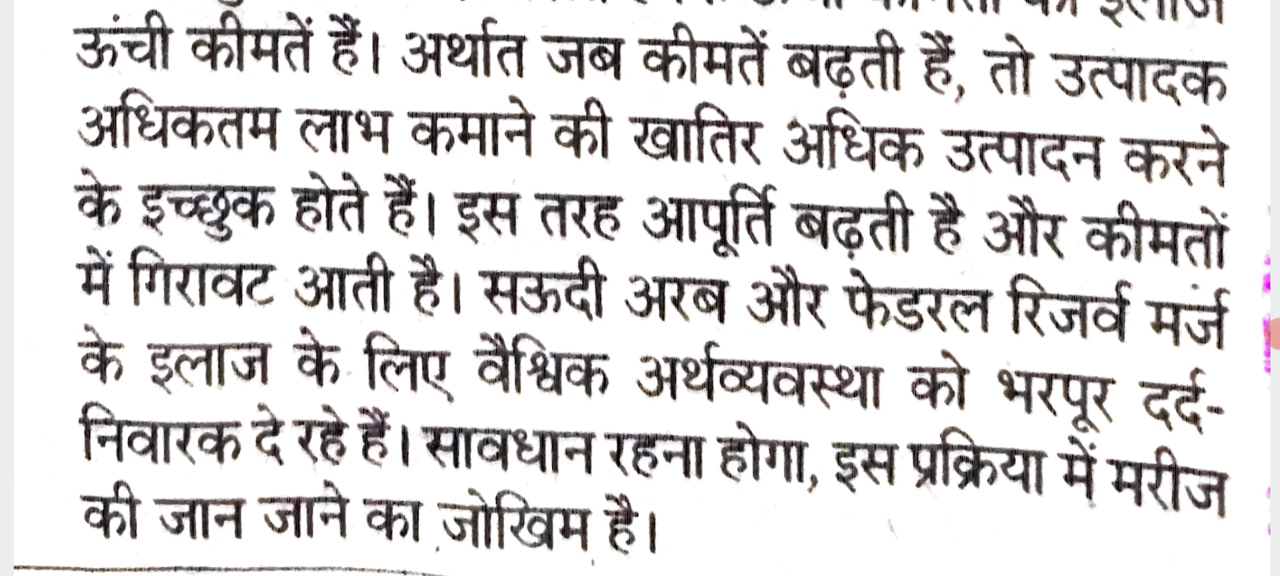 इलाज
ऊंची कीमतें हैं। अर्थात जब कीमतें बढ़ती हैं, तो उत्पादक
अधिकतम लाभ कमाने की खातिर अधिक उत्पादन करने
के इच्छुक होते हैं। इस तरह आपूर्ति बढ़ती है और कीमतों
में गिरावट आती है। सऊदी अरब और फेडरल रिजर्व मर्ज
के इलाज के लिए वैश्विक अर्थव्यवस्था को भरपूर दर्द-
निवारक दे रहे हैं। सावधान रहना होगा, इस प्रक्रिया में मरीज
की जान जाने का जोखिम है।